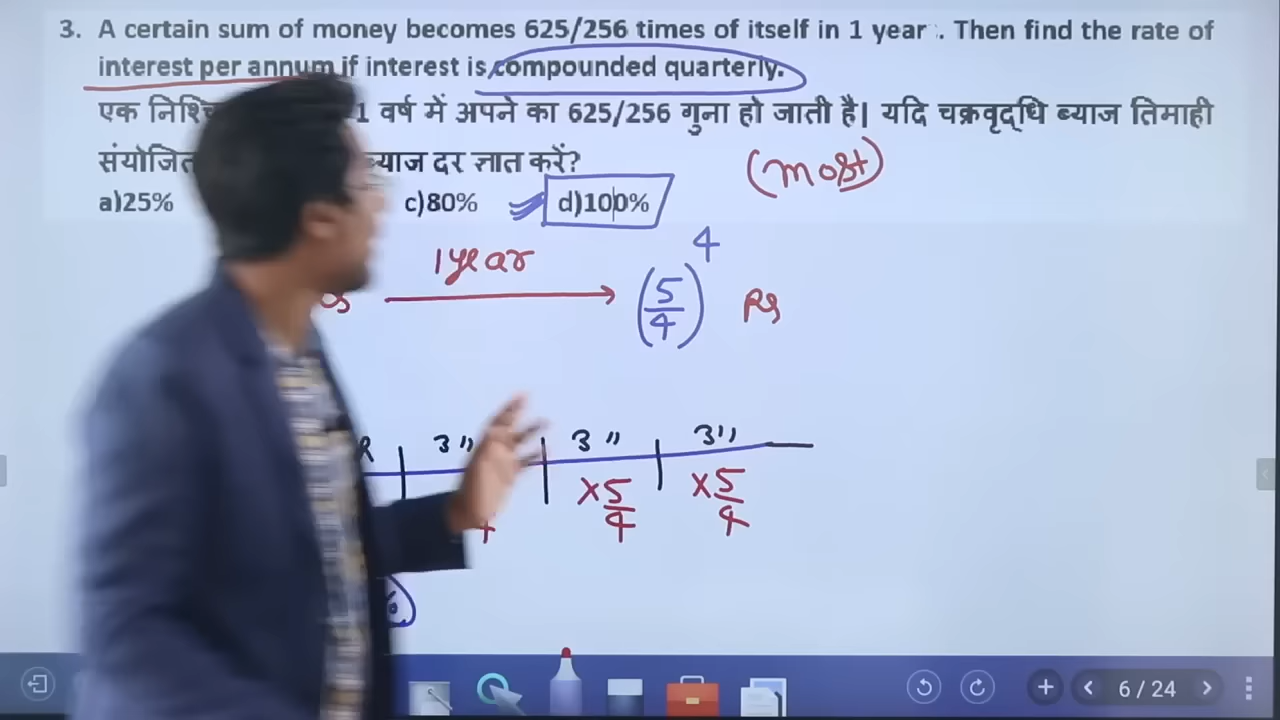 3. A certain sum of money becomes 625/256 times of itself in 1 year . Then find the rate of
interest per annum if interest is compounded quarterly.
एक 1 वर्ष में अपने का 625/256 गुना हो जाती है। यदि चक्रवृद्धि ब्याज तिमाही
ब्याज दर ज्ञात करें?
(most)
a)25% c)80% d)100%
1 year
(5/4)^4 Rs
3 " 3 " 3 "
×5/4 ×5/4
6 / 24